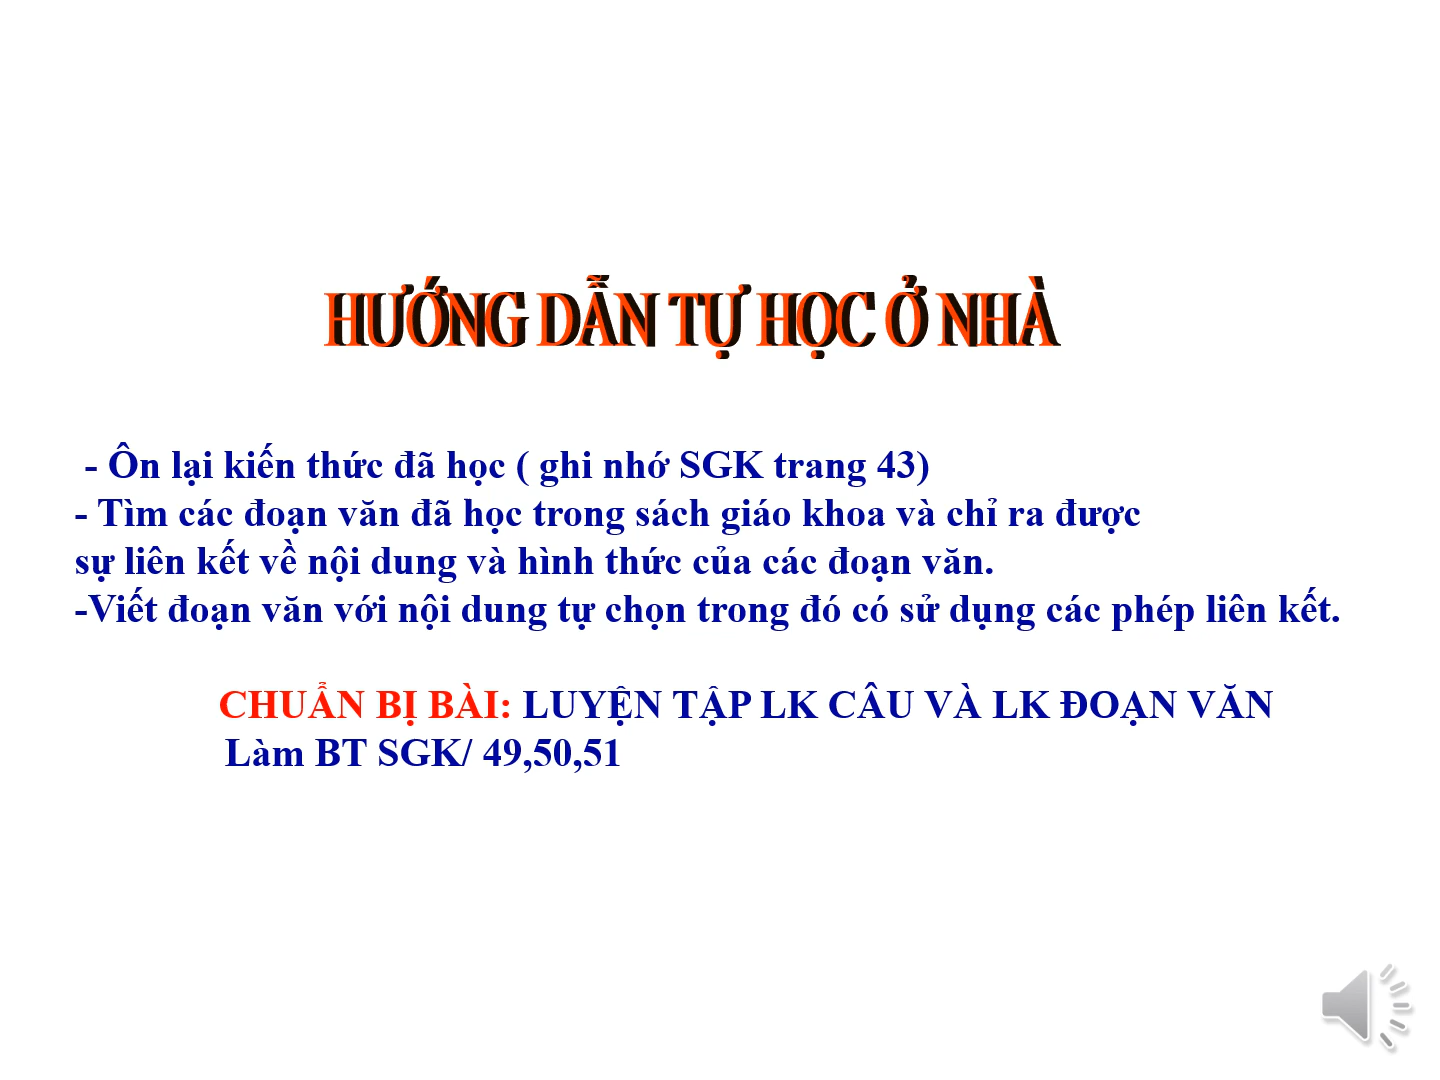 HƯỚNG DẪN TỰ HỌC Ở NHÀ
- Ôn lại kiến thức đã học ( ghi nhớ SGK trang 43)
- Tìm các đoạn văn đã học trong sách giáo khoa và chỉ ra được
sự liên kết về nội dung và hình thức của các đoạn văn.
-Viết đoạn văn với nội dung tự chọn trong đó có sử dụng các phép liên kết.
CHUẨN BỊ BÀI: LUYỆN TẬP LK CÂU VÀ LK ĐOẠN VĂN
Làm BT SGK/ 49,50,51